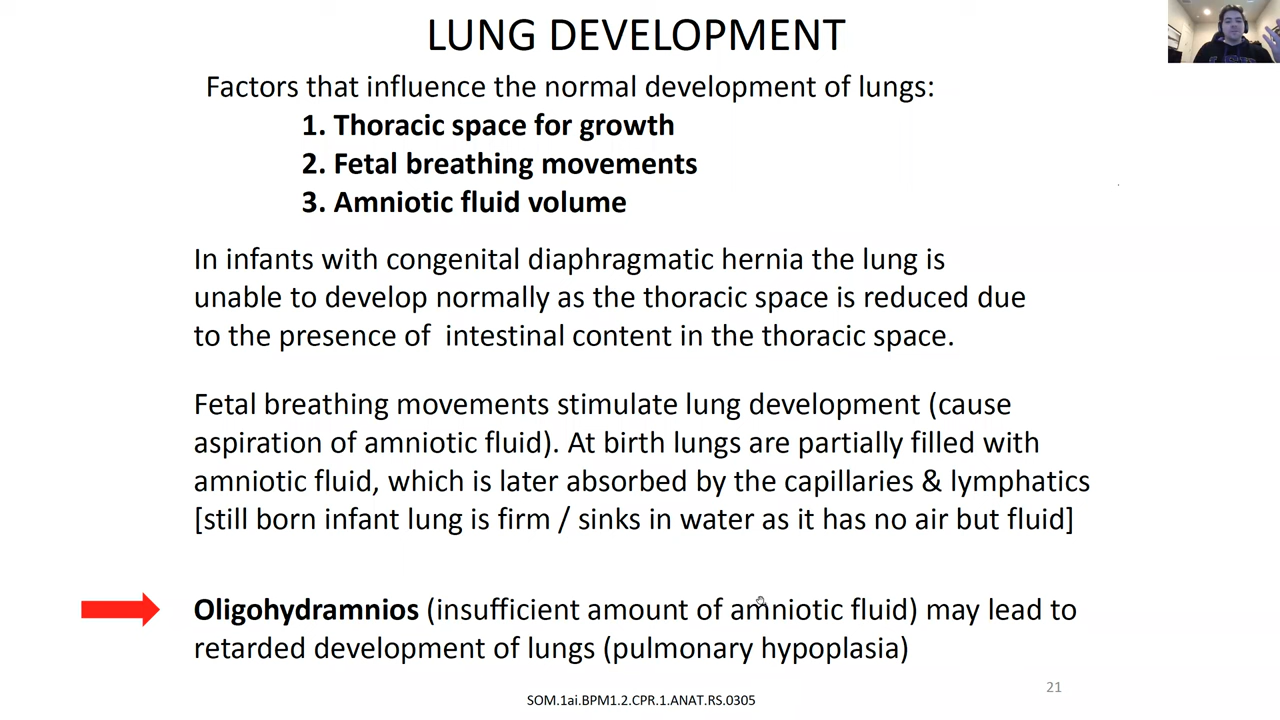 LUNG DEVELOPMENT
Factors that influence the normal development of lungs:
1. Thoracic space for growth
2. Fetal breathing movements
3. Amniotic fluid volume
In infants with congenital diaphragmatic hernia the lung is
unable to develop normally as the thoracic space is reduced due
to the presence of  intestinal content in the thoracic space.
Fetal breathing movements stimulate lung development (cause
aspiration of amniotic fluid). At birth lungs are partially filled with
amniotic fluid, which is later absorbed by the capillaries & lymphatics
[still born infant lung is firm / sinks in water as it has no air but fluid]
Oligohydramnios (insufficient amount of amniotic fluid) may lead to
retarded development of lungs (pulmonary hypoplasia)
21
SOM.1ai.BPM1.2.CPR.1.ANAT.RS.0305